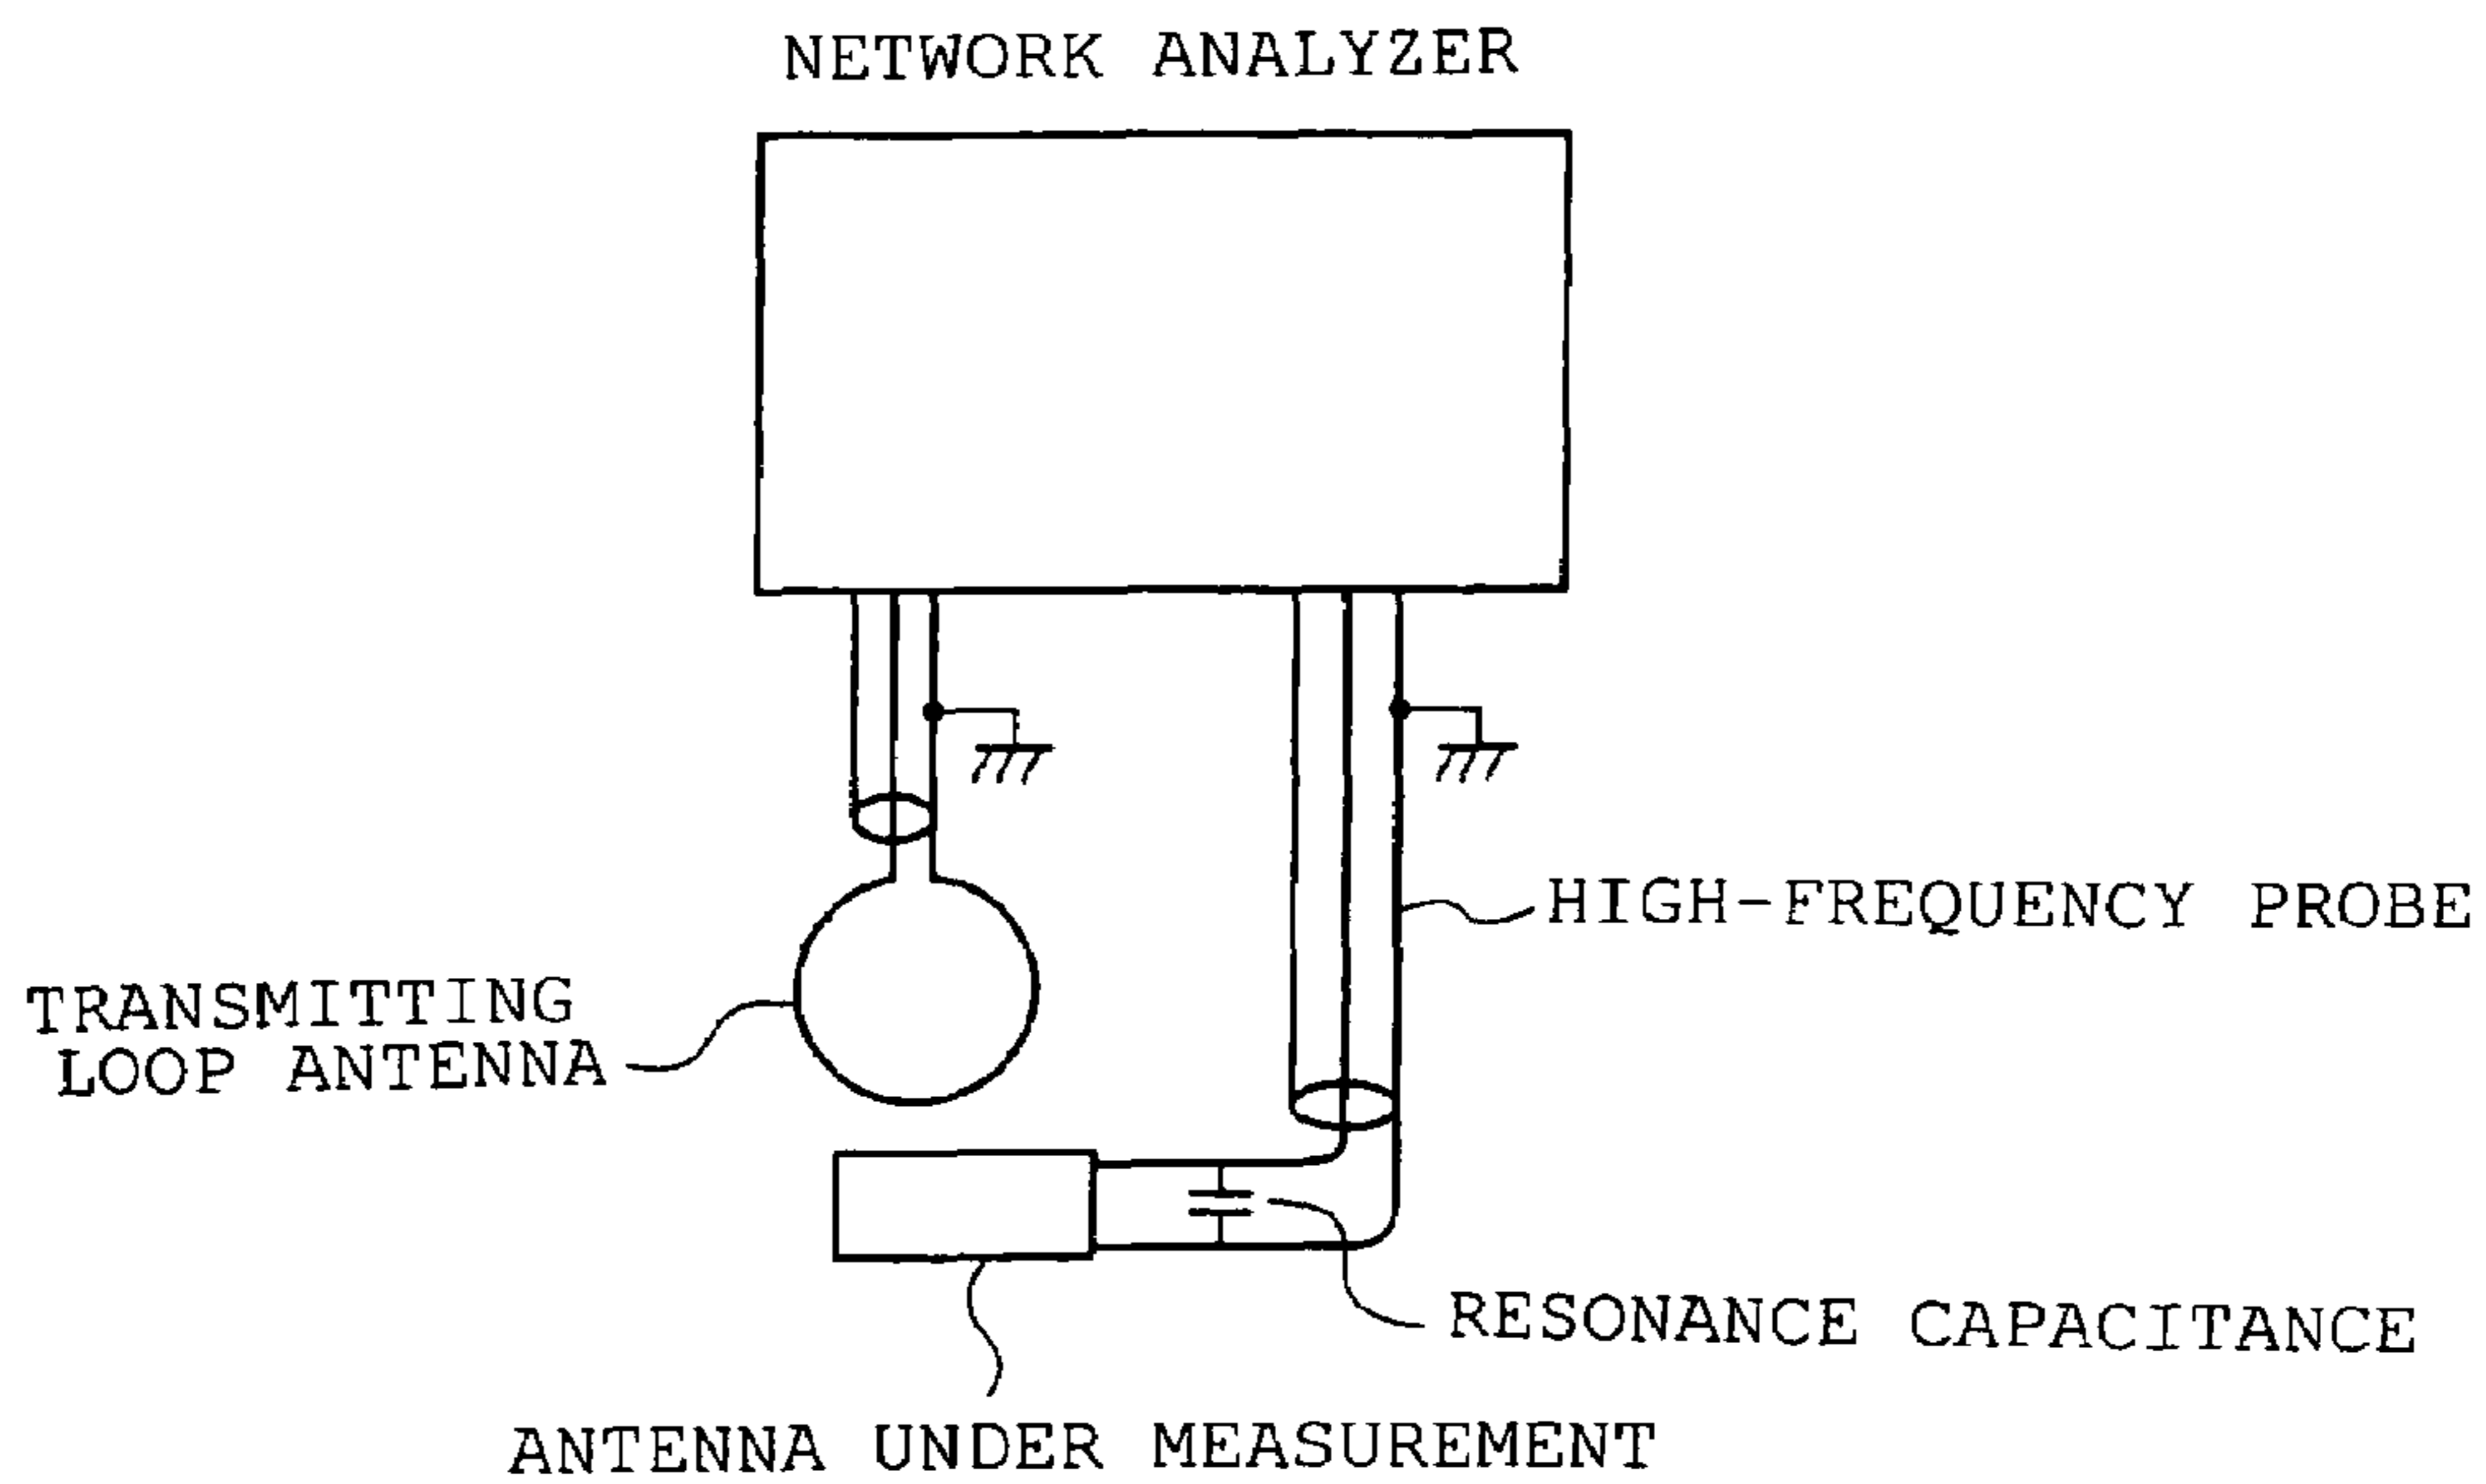 NETWORK ANALYZER
HIGH-FREQUENCY PROBE
TRANSMITTING
LOOP ANTENNA
RESONANCE CAPACITANCE
ANTENNA UNDER MEASUREMENT